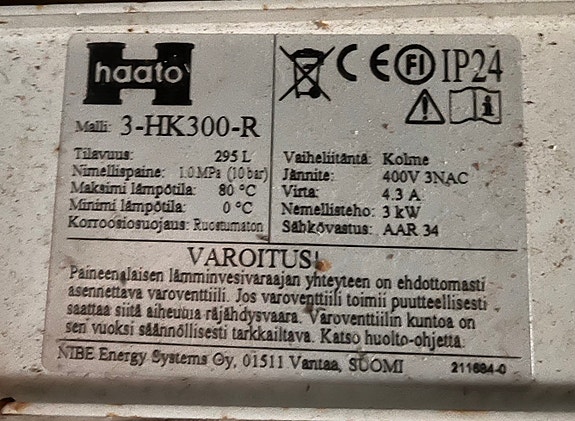 haato
Malli: 3-HK300-R
Tilavuus: 295 L
Nimellispaine: 1.0 MPa (10 bar)
Maksimi lämpötila: 80 °C
Minimi lämpötila: 0 °C
Korroosiosuojaus: Ruostumaton
CE FI IP24
i
Vaiheliitäntä: Kolme
Jännite: 400V 3NAC
Virta: 4.3 A
Nemellisteho: 3 kW
Sähkövastus: AAR 34
VAROITUS!
Paineenalaisen lämminvesivaraajan yhteyteen on ehdottomasti
asennettava varoventtiili. Jos varoventtiili toimii puutteellisesti
saattaa siitä aiheutua räjähdysvaara. Varoventtiilin kuntoa on
sen vuoksi säännöllisesti tarkkailtava. Katso huolto-ohjetta.
NIBE Energy Systems Oy, 01511 Vantaa, SUOMI 211684-0